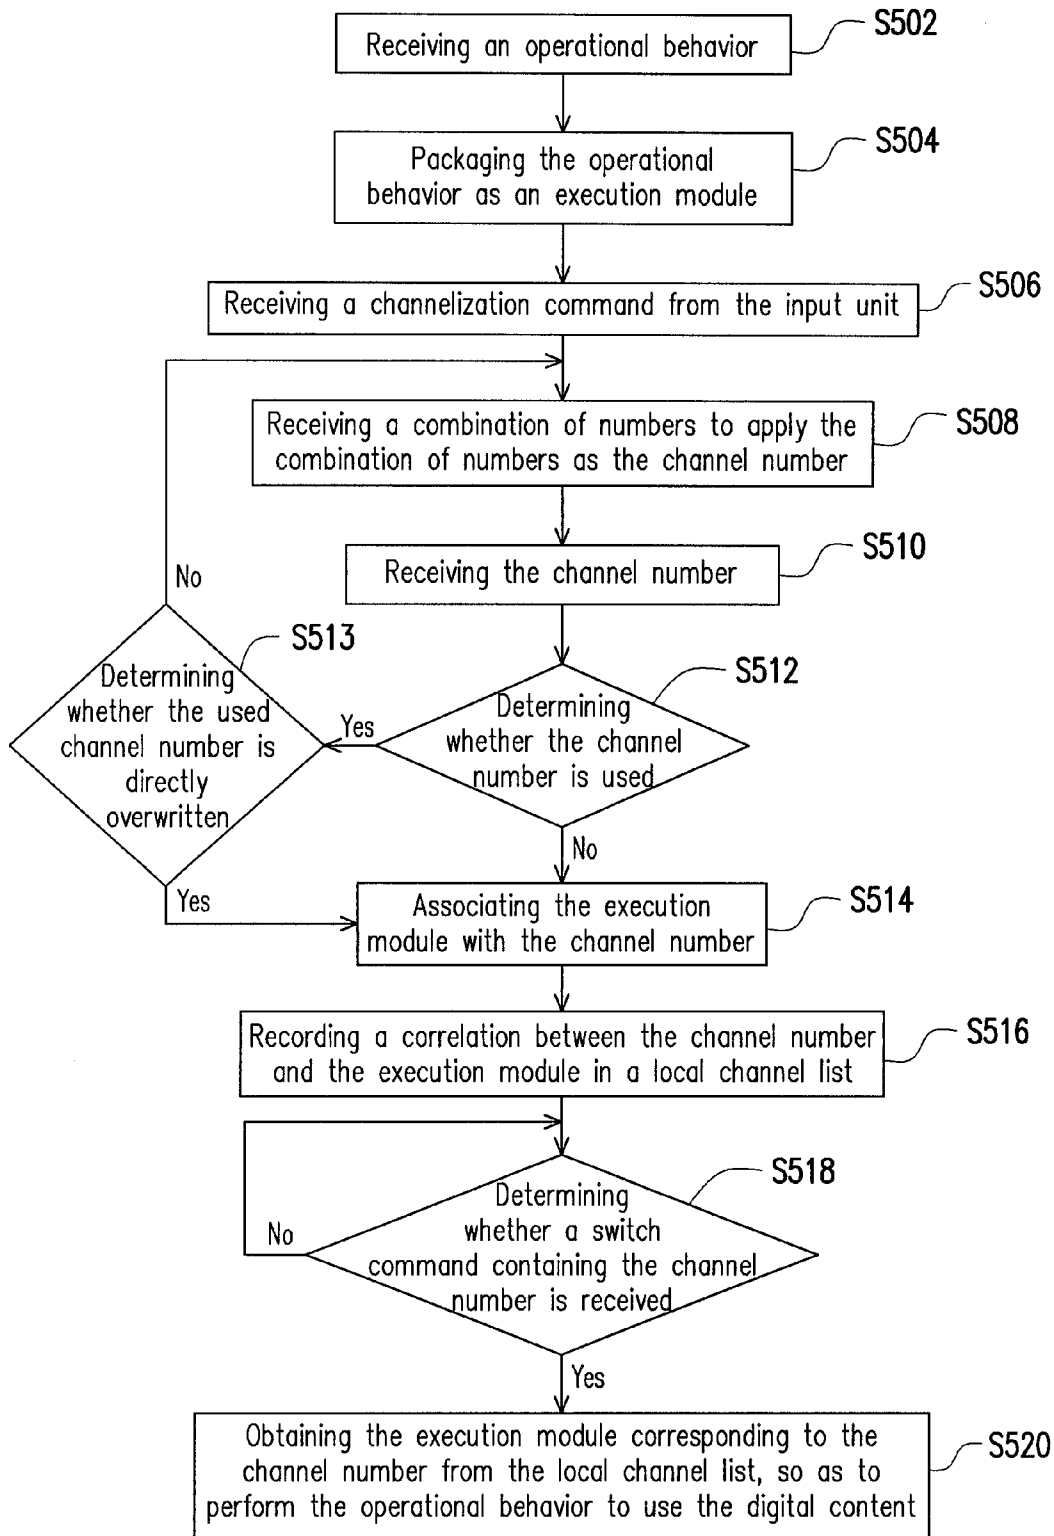 Receiving an operational behavior
S502
Packaging the operational
behavior as an execution module
S504
Receiving a channelization command from the input unit
S506
Receiving a combination of numbers to apply the
combination of numbers as the channel number
S508
Receiving the channel number
S510
No
S513
Determining
whether the used
channel number is
directly
overwritten
Yes
S512
Determining
whether the channel
number is used
No
Yes
Associating the execution
module with the channel number
S514
Recording a correlation between the channel number
and the execution module in a local channel list
S516
S518
Determining
whether a switch
command containing the channel
number is received
No
Yes
Obtaining the execution module corresponding to the
channel number from the local channel list, so as to
perform the operational behavior to use the digital content
S520